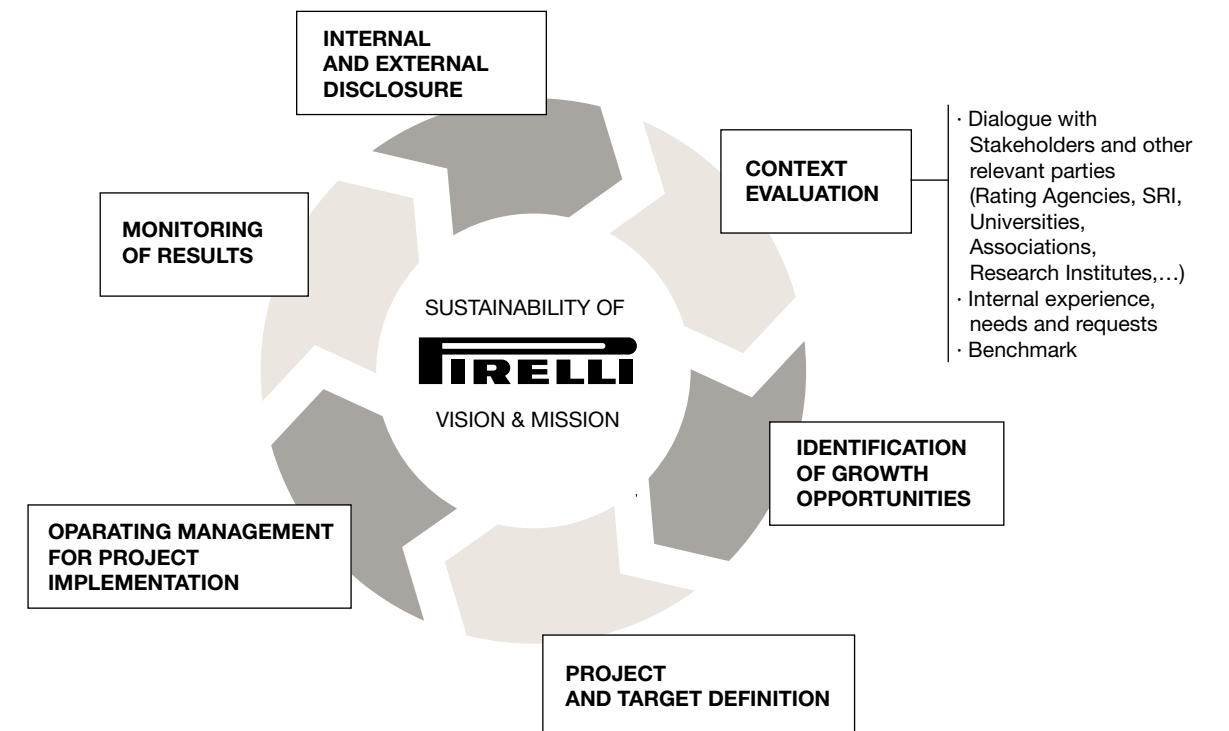 INTERNAL
AND EXTERNAL
DISCLOSURE
CONTEXT
EVALUATION
· Dialogue with
Stakeholders and other
relevant parties
(Rating Agencies, SRI,
Universities,
Associations,
Research Institutes,…)
· Internal experience,
needs and requests
· Benchmark
MONITORING
OF RESULTS
SUSTAINABILITY OF
PIRELLI
VISION & MISSION
IDENTIFICATION
OF GROWTH
OPPORTUNITIES
OPARATING MANAGEMENT
FOR PROJECT
IMPLEMENTATION
PROJECT
AND TARGET DEFINITION